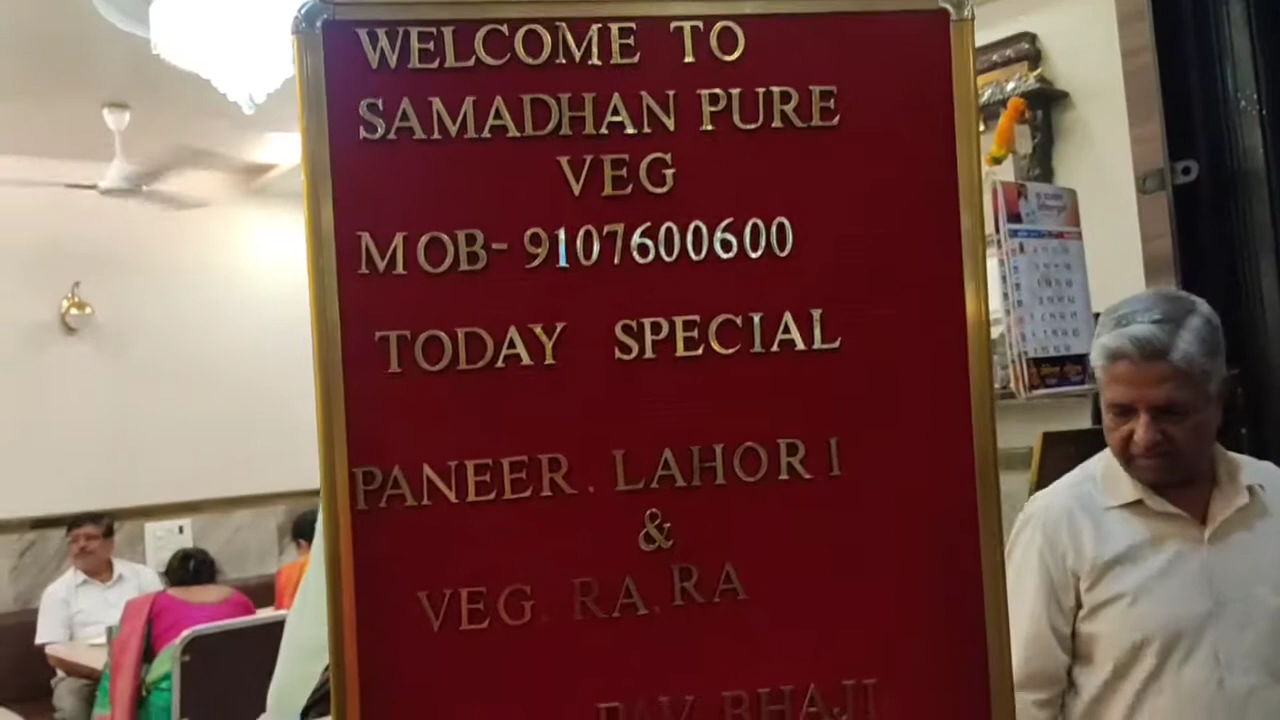 WELCOME TO
SAMADHAN PURE
VEG
MOB-9107600600
TODAY SPECIAL
PANEER. LAHORI
&
VEG. RA.RA
PAV BHAJI